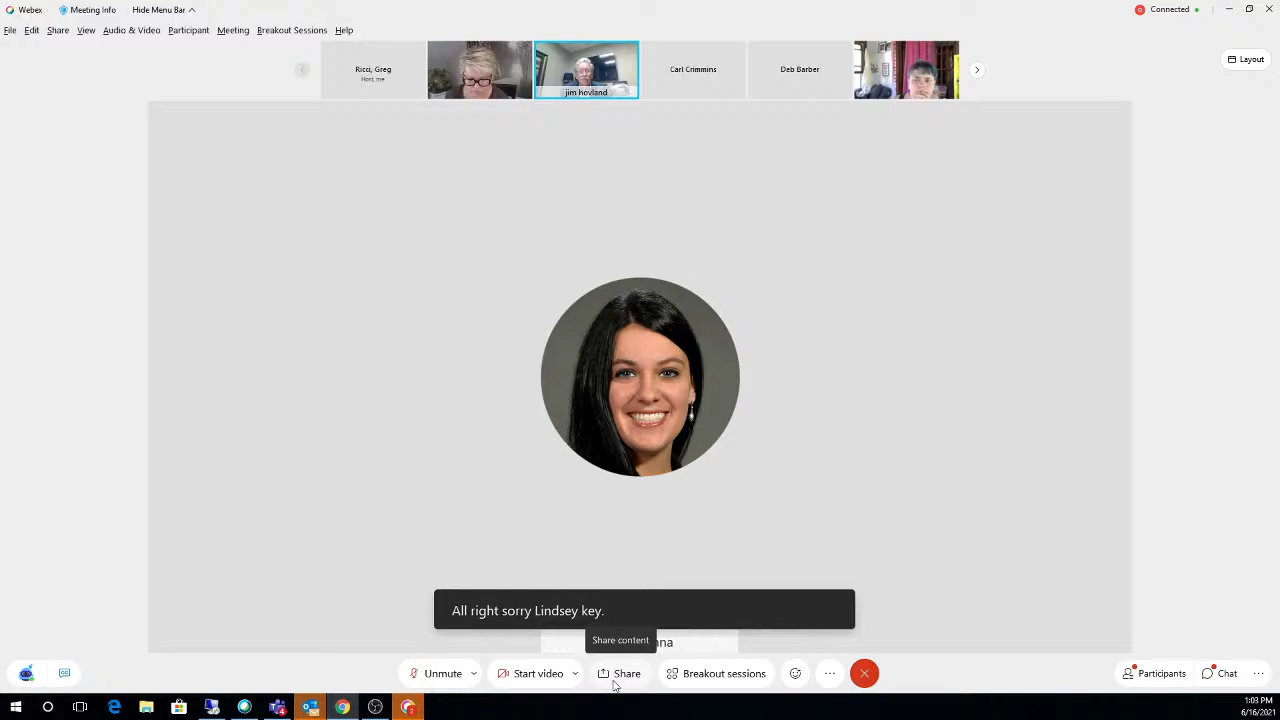 Webex Meeting Info Hide Menu Bar Connected
File Edit Share View Audio & Video Participant Meeting Breakout Sessions Help
Layout
Ricci, Greg
Host, me
jim hovland
Carl Crimmins
Deb Barber
All right sorry Lindsey key.
Share content
nna
Unmute Start video Share Breakout sessions Participants Chat
1:03 PM
6/16/2021